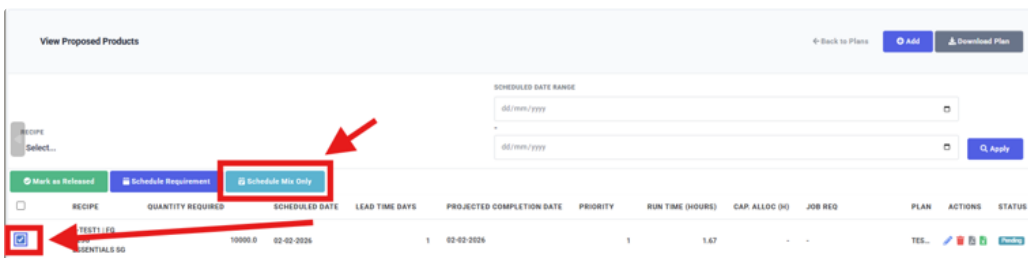 View Proposed Products
Back to Plans
Add
Download Plan
SCHEDULED DATE RANGE
dd/mm/yyyy
-
RECIPE
Select...
dd/mm/yyyy
Apply
Mark as Released
Schedule Requirement
Schedule Mix Only
RECIPE QUANTITY REQUIRED SCHEDULED DATE LEAD TIME DAYS PROJECTED COMPLETION DATE PRIORITY RUN TIME (HOURS) CAP. ALLOC (H) JOB REQ PLAN ACTIONS STATUS
TEST1 | EQ
10000.0 02-02-2026 1 02-02-2026 1 1.67 - - TES... Pending
ESSENTIALS SG